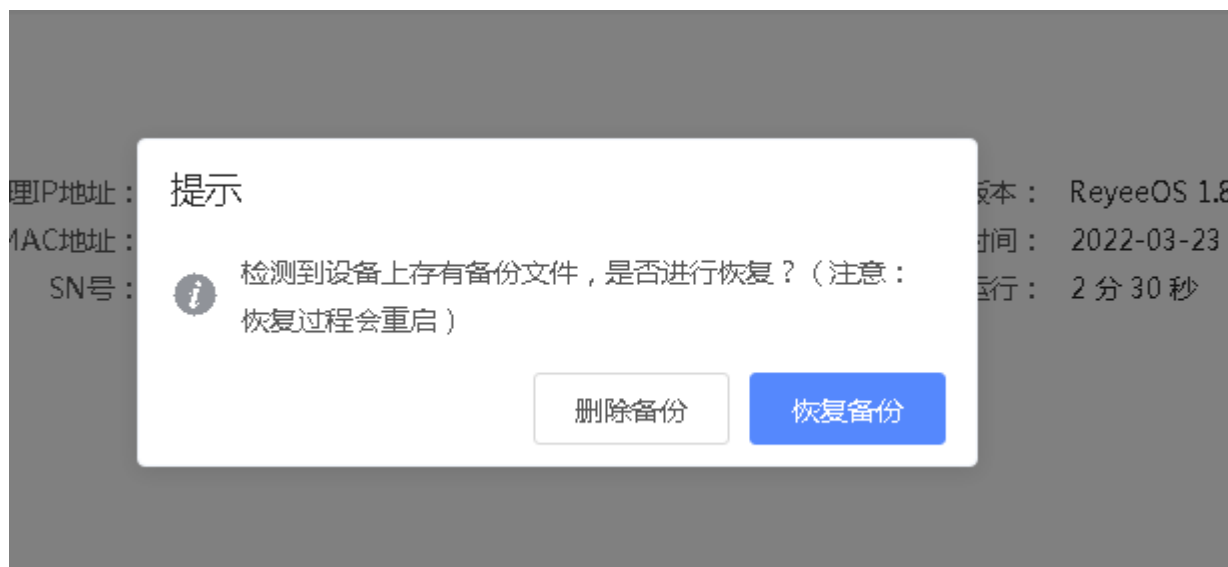 理IP地址：
MAC地址：
SN号：
提示
检测到设备上存有备份文件，是否进行恢复？（注意：
恢复过程会重启）
删除备份
恢复备份
版本： ReyeeOS 1.8
时间： 2022-03-23
运行： 2 分 30 秒